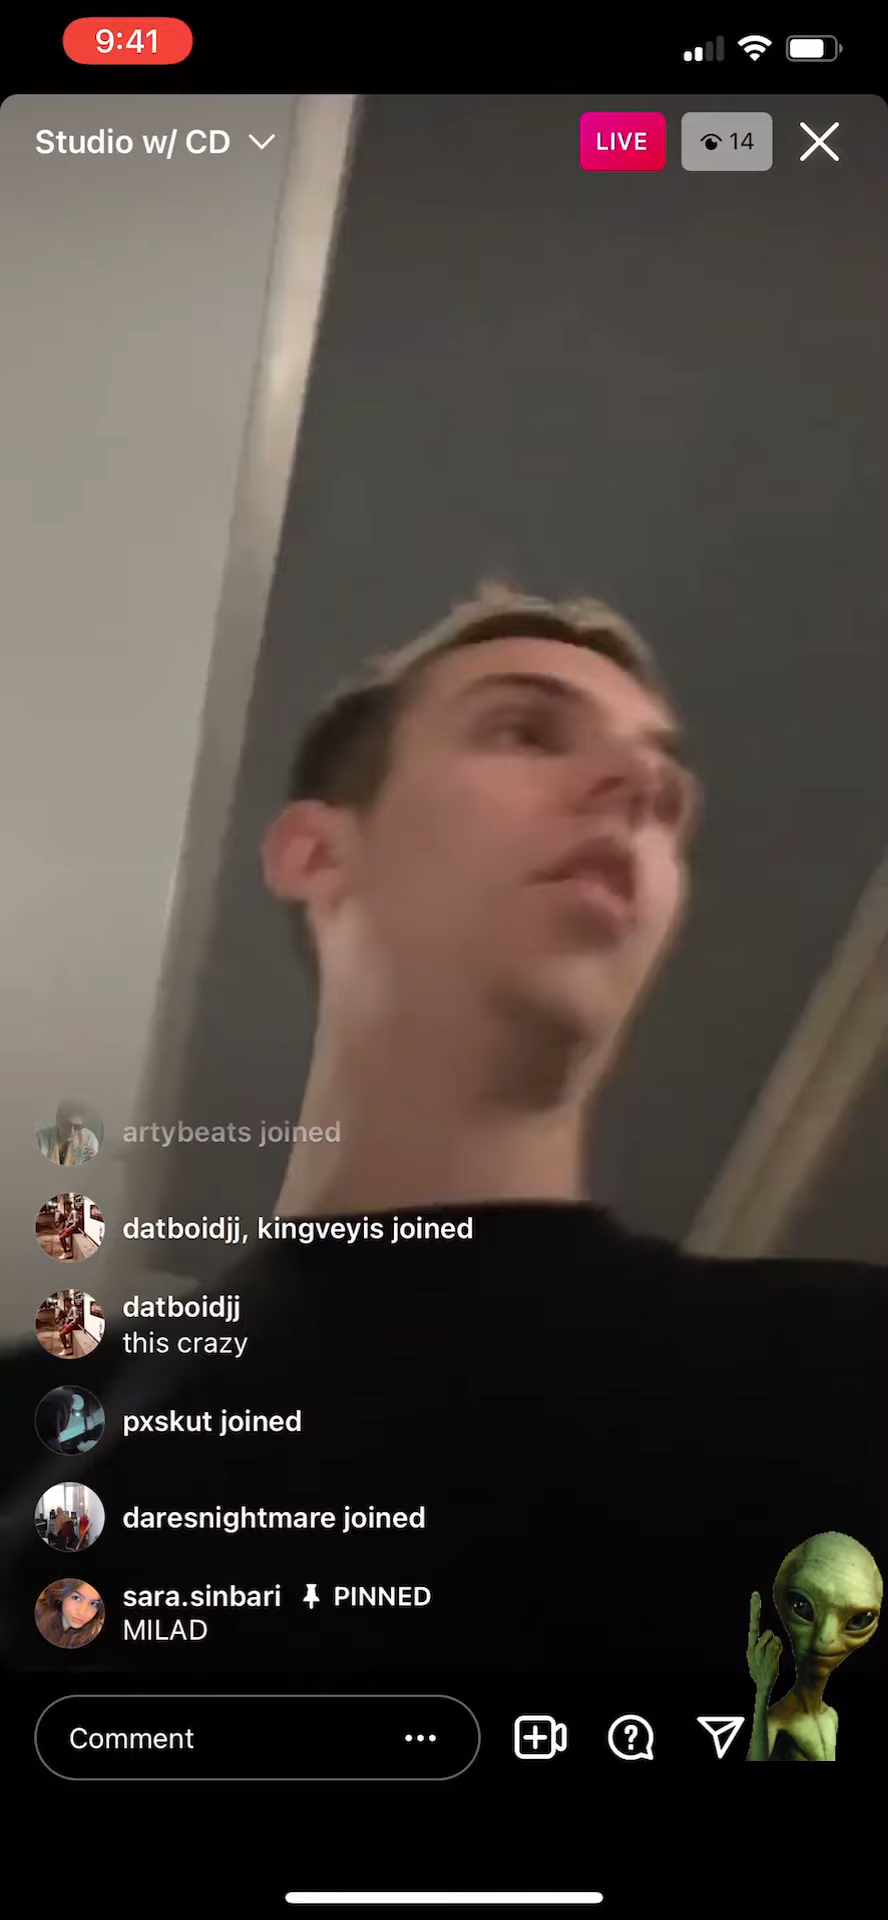 9:41
Studio w/ CD
LIVE
14
artybeats joined
datboidjj, kingveyis joined
datboidjj
this crazy
pxskut joined
daresnightmare joined
sara.sinbari PINNED
MILAD
Comment